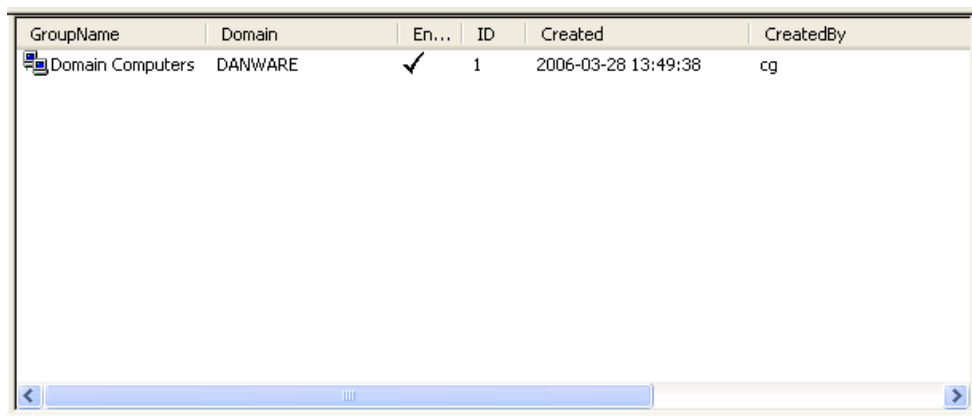 GroupName Domain En... ID Created CreatedBy
Domain Computers DANWARE 1 2006-03-28 13:49:38 cg